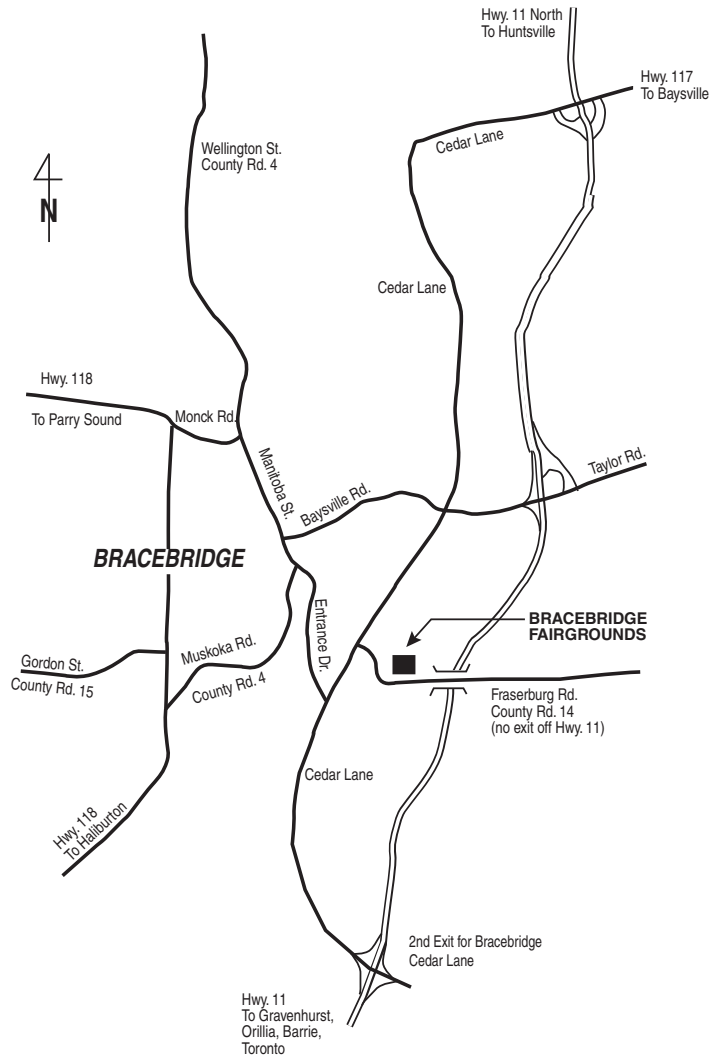 Hwy. 11 North
To Huntsville
Hwy. 117
To Baysville
Cedar Lane
Wellington St.
County Rd. 4
N
Cedar Lane
Hwy. 118
To Parry Sound
Monck Rd.
Manitoba St.
Baysville Rd.
Taylor Rd.
BRACEBRIDGE
Entrance Dr.
BRACEBRIDGE
FAIRGROUNDS
Muskoka Rd.
County Rd. 4
Gordon St.
County Rd. 15
Fraserburg Rd.
County Rd. 14
(no exit off Hwy. 11)
Cedar Lane
Hwy. 118
To Haliburton
2nd Exit for Bracebridge
Cedar Lane
Hwy. 11
To Gravenhurst,
Orillia, Barrie,
Toronto